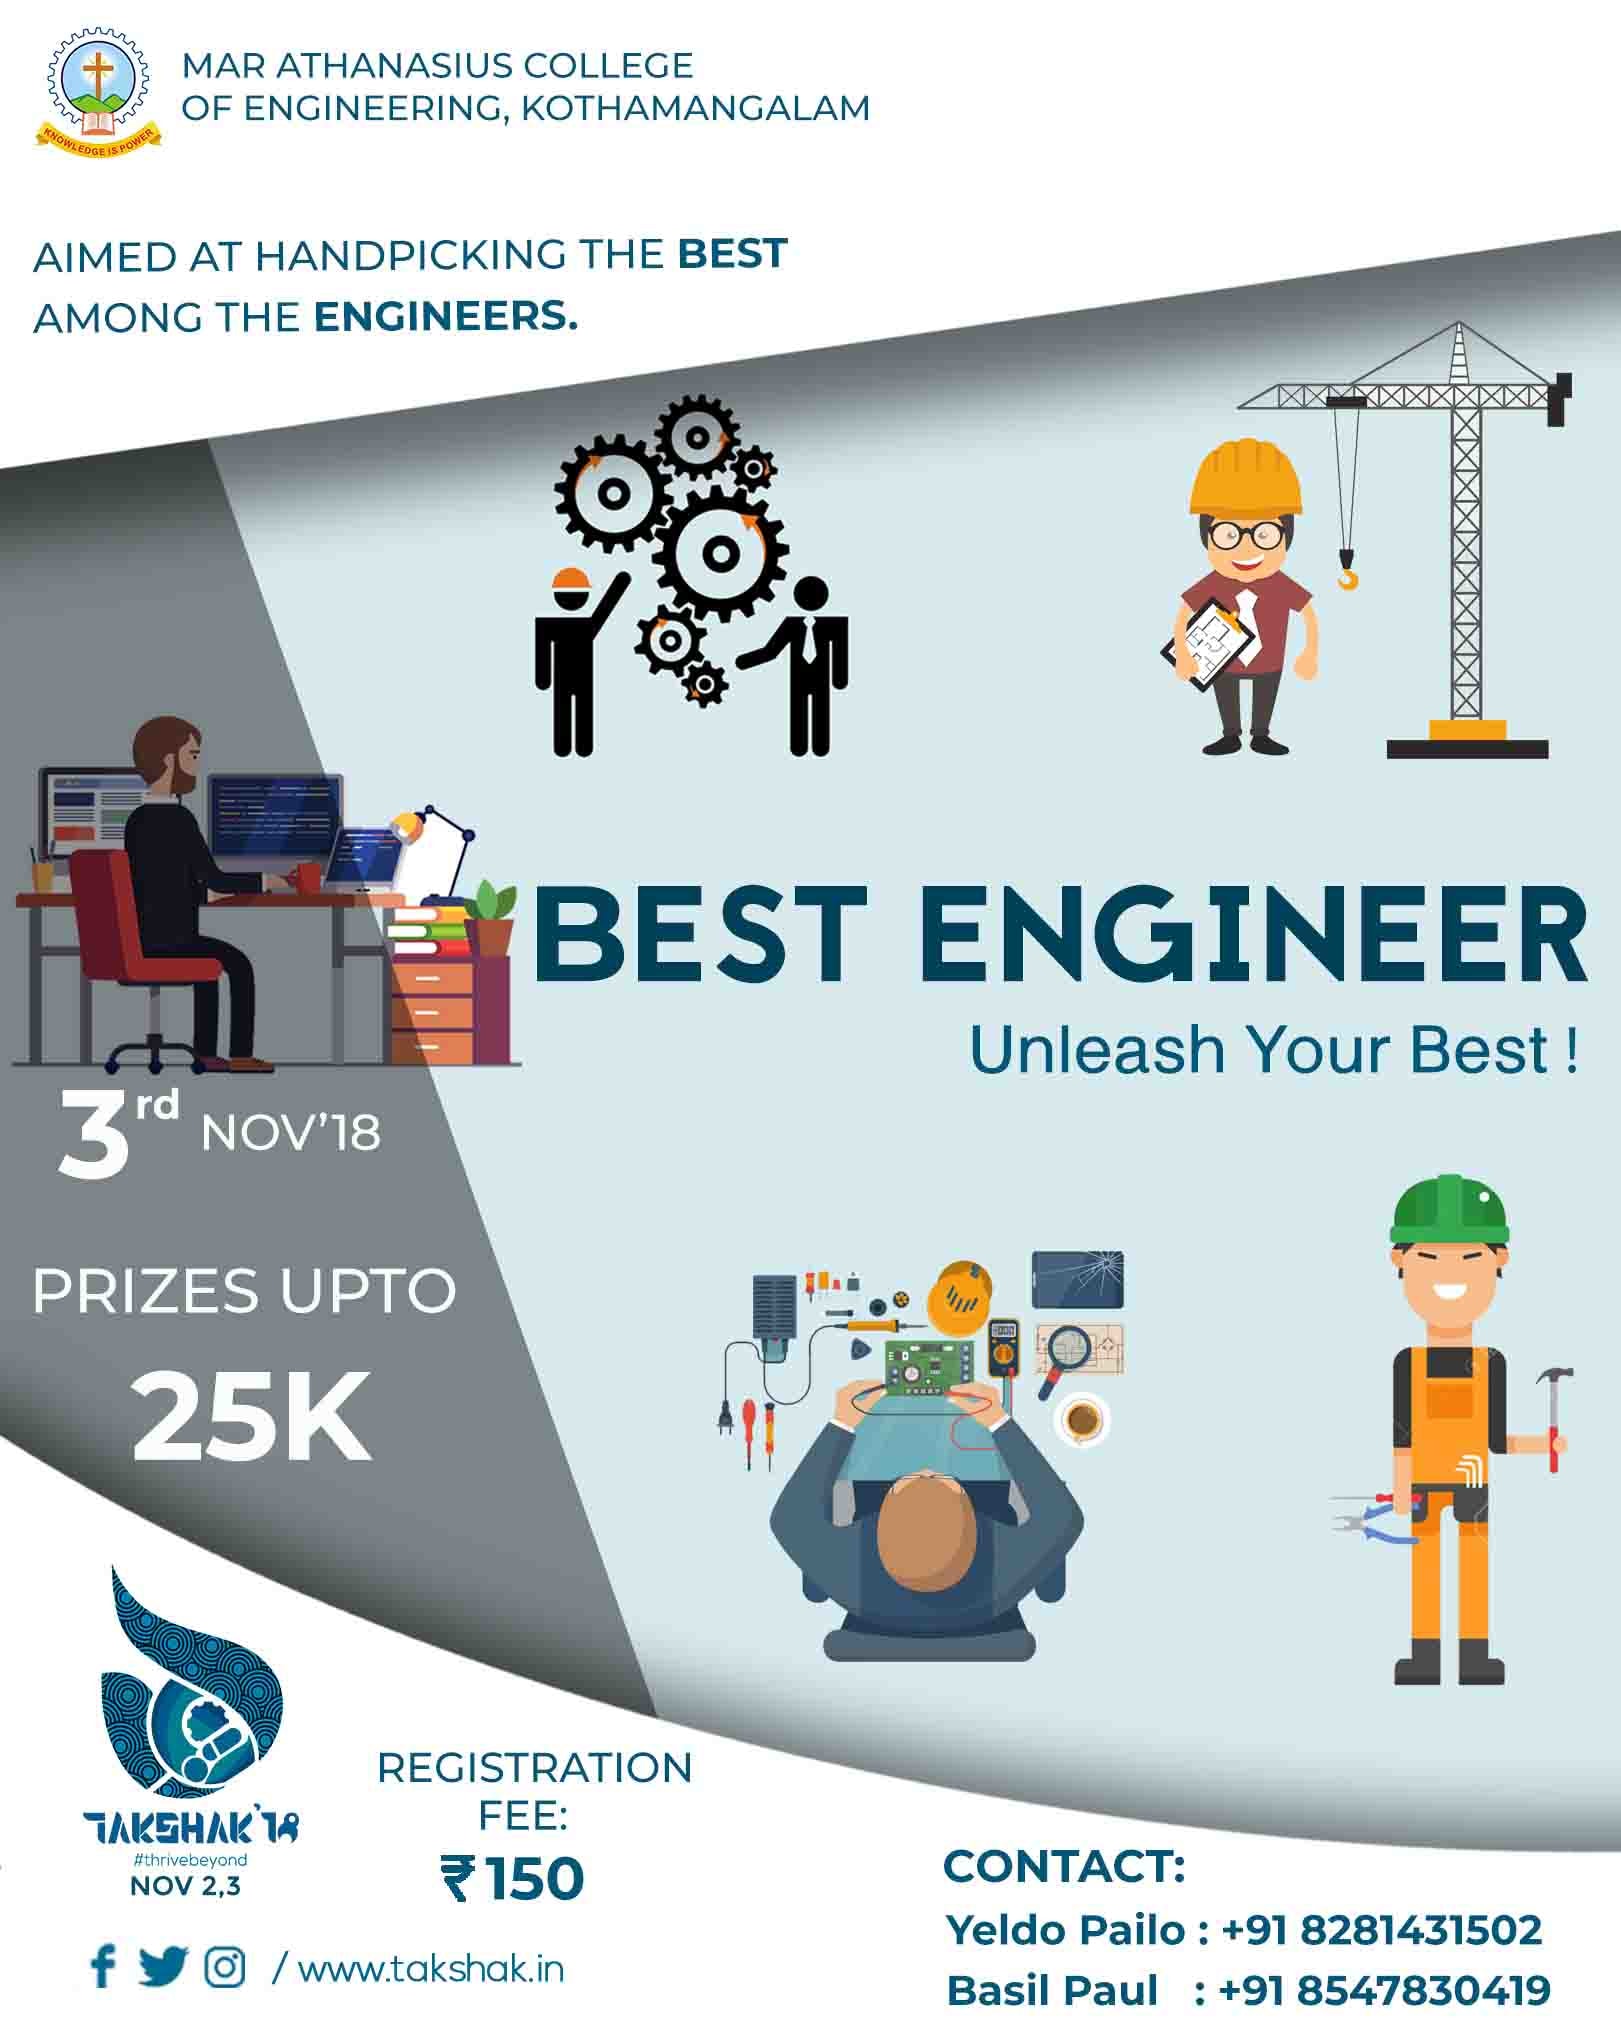 MAR ATHANASIUS COLLEGE
OF ENGINEERING, KOTHAMANGALAM
KNOWLEDGE IS POWER
AIMED AT HANDPICKING THE BEST
AMONG THE ENGINEERS.
BEST ENGINEER
Unleash Your Best !
3rd NOV'18
PRIZES UPTO
25K
TAKSHAK'18
#thrivebeyond
NOV 2,3
/ www.takshak.in
REGISTRATION
FEE:
₹ 150
CONTACT:
Yeldo Pailo : +91 8281431502
Basil Paul : +91 8547830419